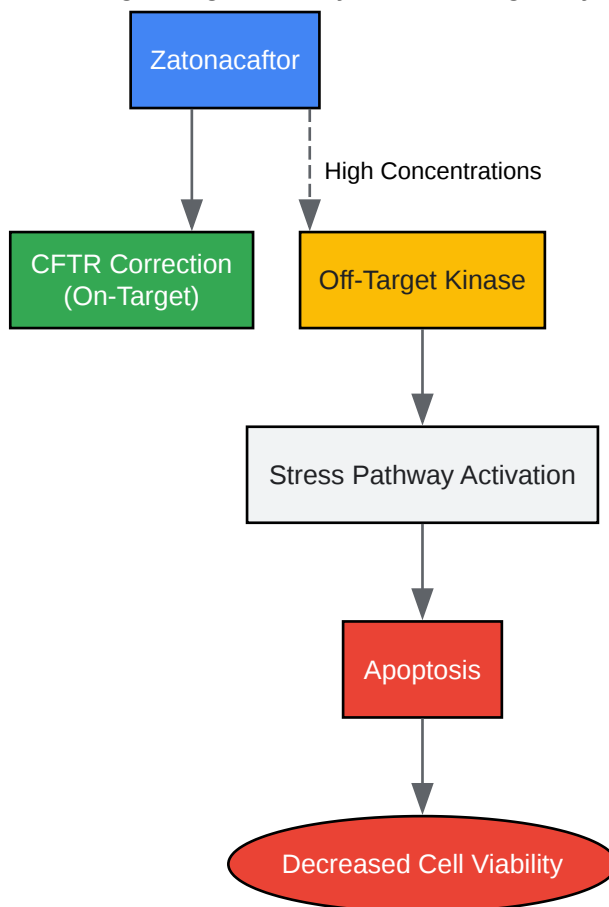 Zatonacaftor
High Concentrations
CFTR Correction
(On-Target)
Off-Target Kinase
Stress Pathway Activation
Apoptosis
Decreased Cell Viability